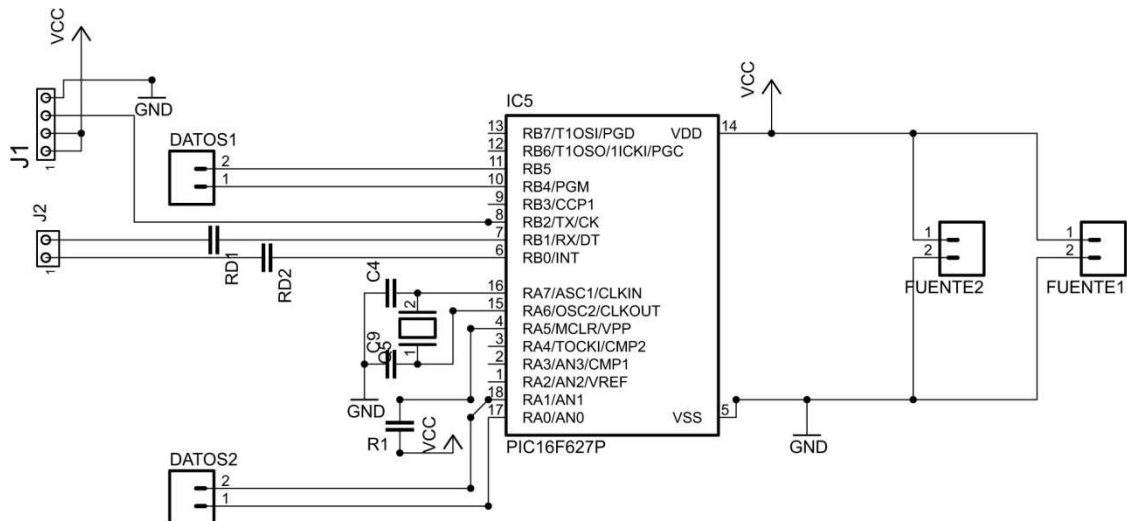 VCC
GND
J1
1
J2
1
DATOS1
2
1
RD1
RD2
C4
2
1
C9
Q5
GND
R1
VCC
DATOS2
2
1
IC5
13 RB7/T1OSI/PGD
12 RB6/T1OSO/1ICKI/PGC
11 RB5
10 RB4/PGM
9 RB3/CCP1
8 RB2/TX/CK
7 RB1/RX/DT
6 RB0/INT
16 RA7/ASC1/CLKIN
15 RA6/OSC2/CLKOUT
4 RA5/MCLR/VPP
3 RA4/TOCKI/CMP2
2 RA3/AN3/CMP1
1 RA2/AN2/VREF
18 RA1/AN1
17 RA0/AN0
VDD 14
VSS 5
PIC16F627P
VCC
GND
1
2
FUENTE2
1
2
FUENTE1